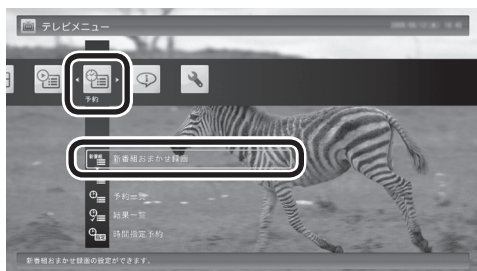 テレビメニュー
予約
新番組おまかせ録画
予約一覧
結果一覧
時間指定予約
新番組おまかせ録画の設定ができます。